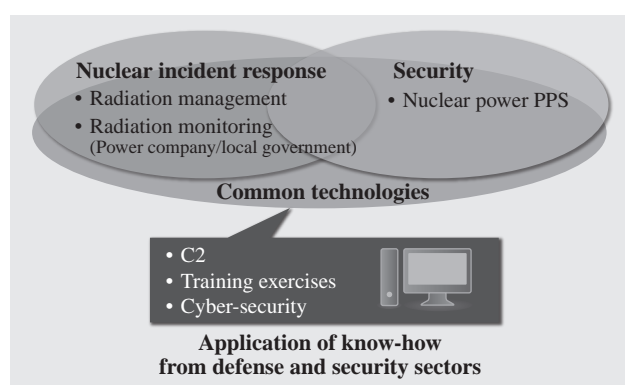 Nuclear incident response
• Radiation management
• Radiation monitoring
(Power company/local government)
Security
• Nuclear power PPS
Common technologies
• C2
• Training exercises
• Cyber-security
Application of know-how
from defense and security sectors